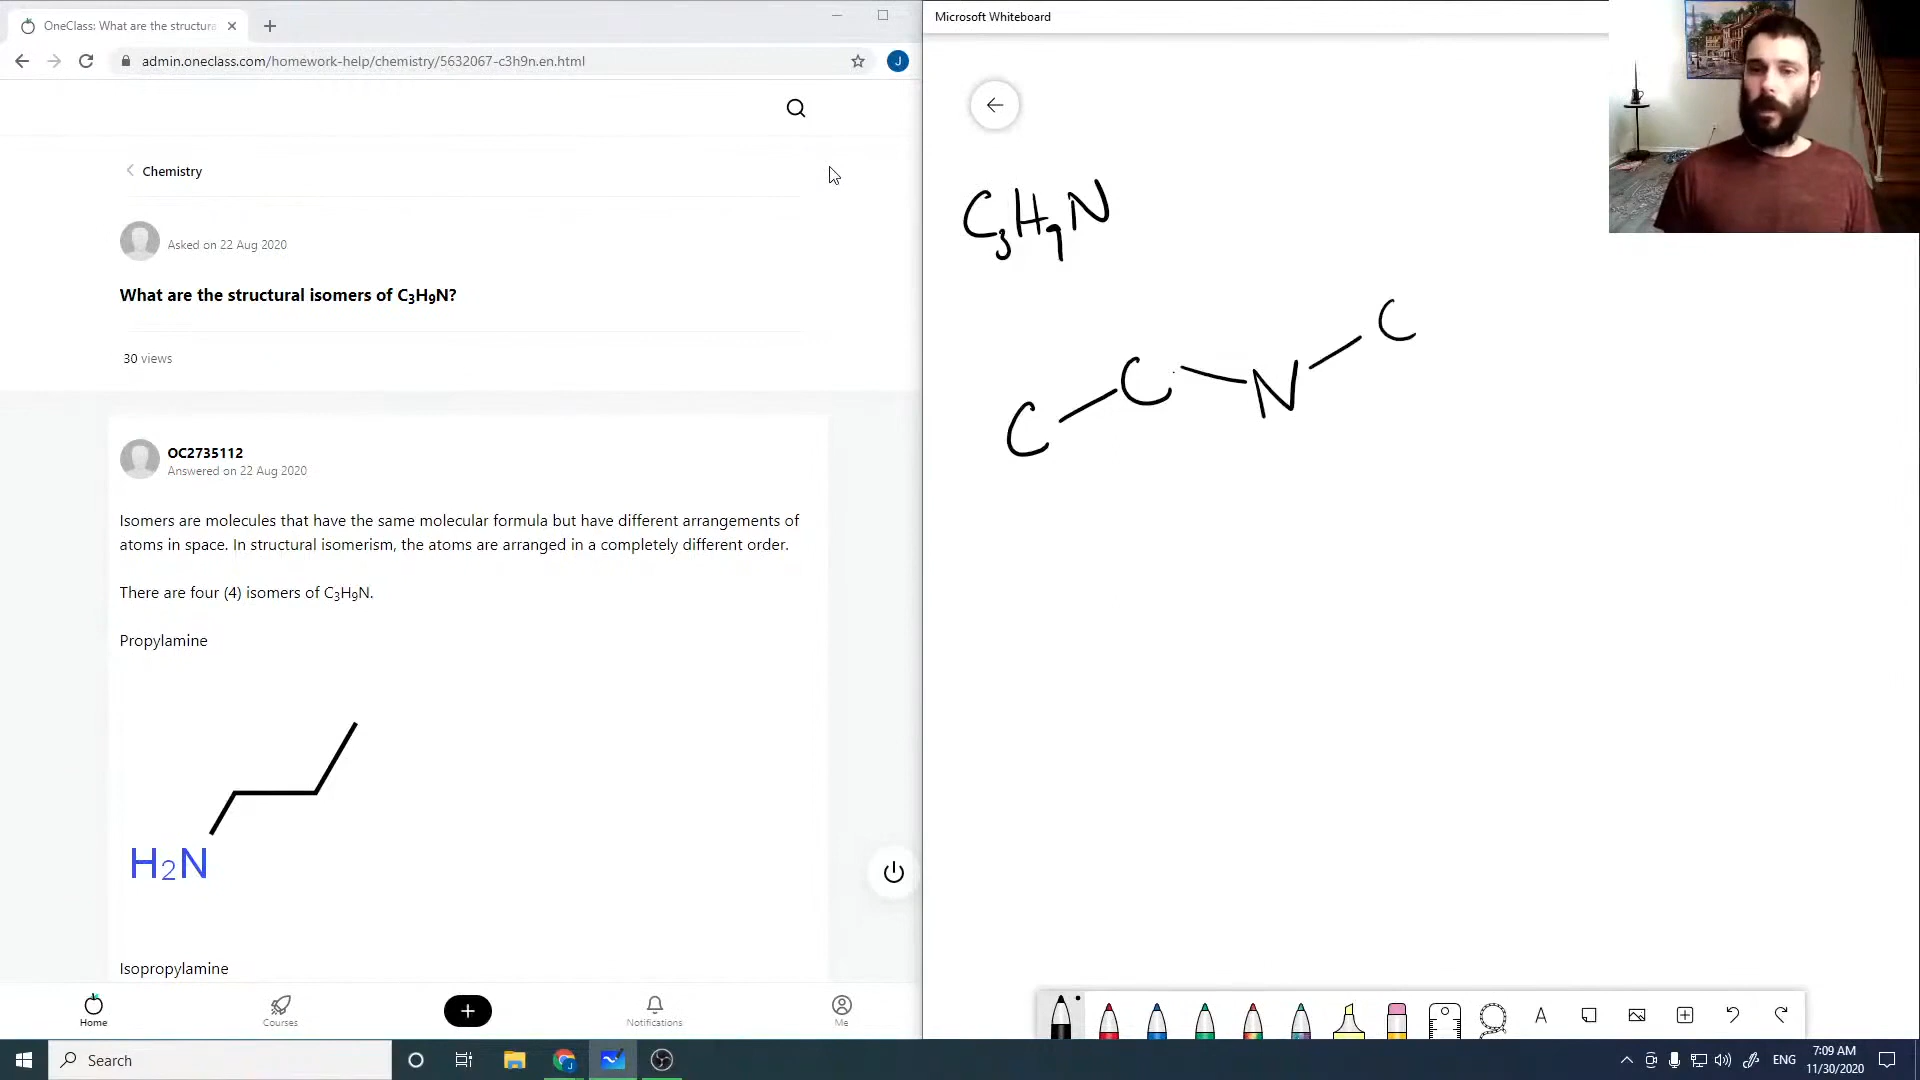 OneClass: What are the structura
Microsoft Whiteboard
admin.oneclass.com/homework-help/chemistry/5632067-c3h9n.en.html
J
Chemistry
Asked on 22 Aug 2020
What are the structural isomers of C₃H₉N?
30 views
OC2735112
Answered on 22 Aug 2020
Isomers are molecules that have the same molecular formula but have different arrangements of
atoms in space. In structural isomerism, the atoms are arranged in a completely different order.
There are four (4) isomers of C₃H₉N.
Propylamine
H₂N
Isopropylamine
Home
Courses
Notifications
Me
C₃H₉N
C C N C
A
Search
ENG
7:09 AM
11/30/2020